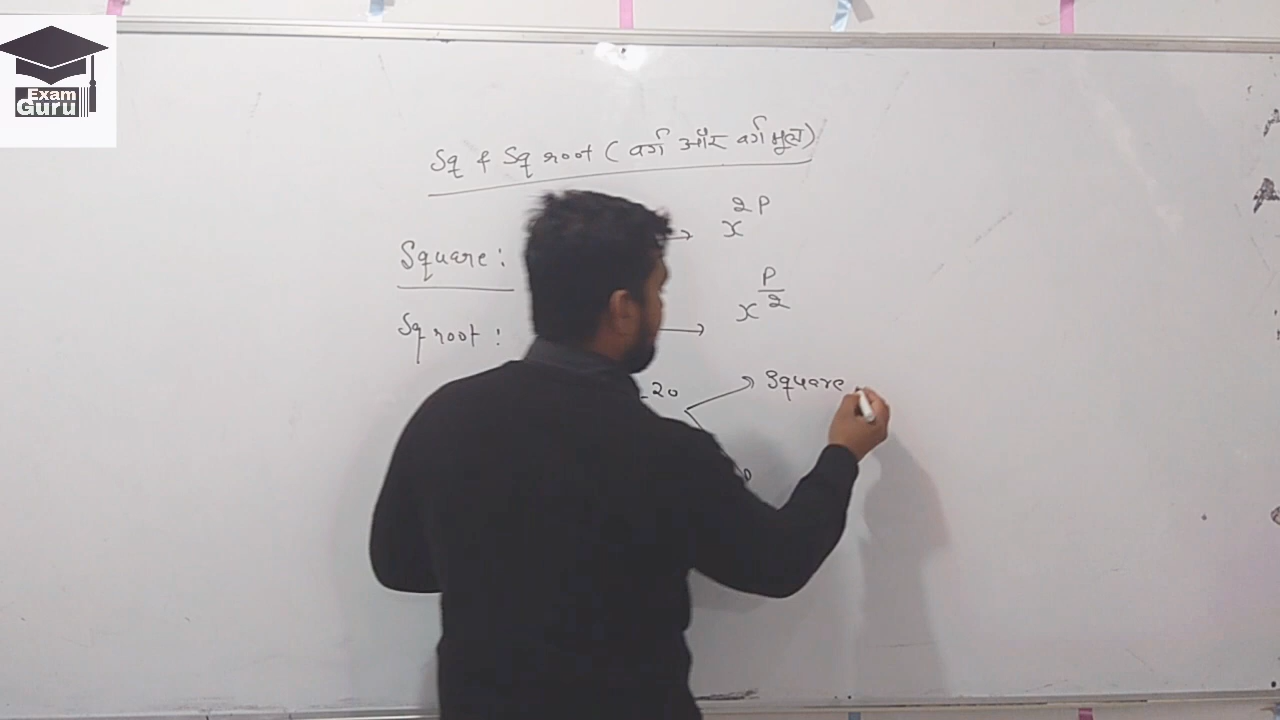 Exam
Guru
Sq & Sq root ( वर्ग और वर्गमूल )
Square : → x^{2P}
Sq root : → x^{P/2}
20 Square